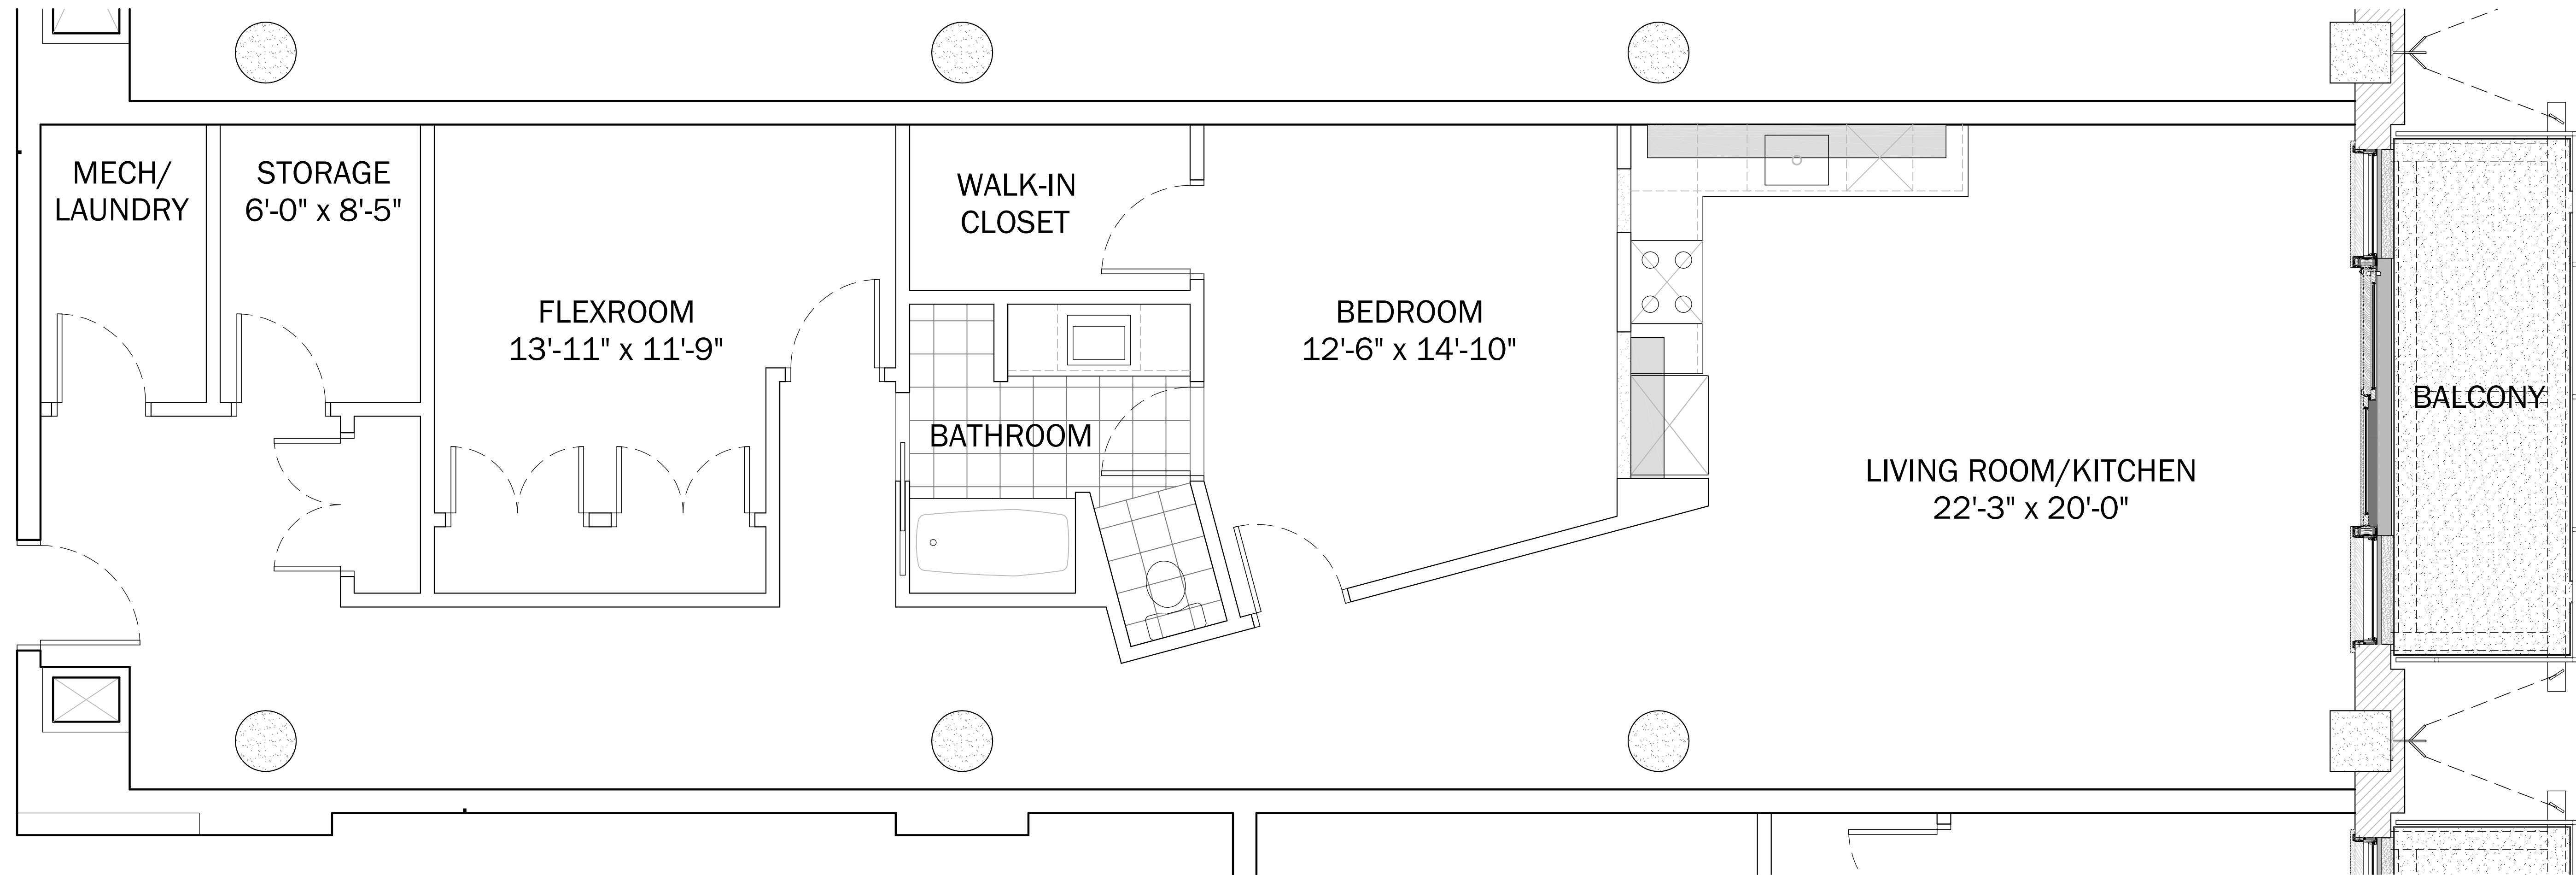 MECH/
LAUNDRY
STORAGE
6'-0" x 8'-5"
FLEXROOM
13'-11" x 11'-9"
WALK-IN
CLOSET
BATHROOM
BEDROOM
12'-6" x 14'-10"
LIVING ROOM/KITCHEN
22'-3" x 20'-0"
BALCONY